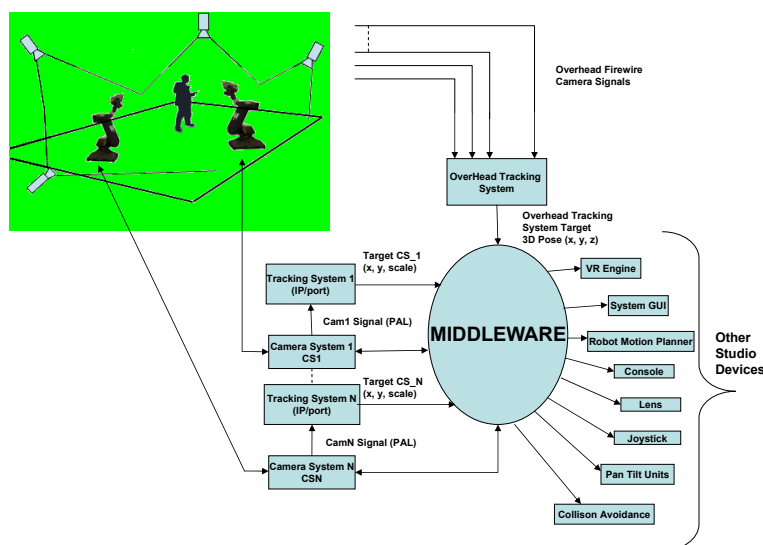 Overhead Firewire
Camera Signals
OverHead Tracking
System
Overhead Tracking
System Target
3D Pose (x, y, z)
Target CS_1
(x, y, scale)
Tracking System 1
(IP/port)
Cam1 Signal (PAL)
Camera System 1
CS1
Target CS_N
(x, y, scale)
Tracking System N
(IP/port)
CamN Signal (PAL)
Camera System N
CSN
MIDDLEWARE
VR Engine
System GUI
Robot Motion Planner
Console
Lens
Joystick
Pan Tilt Units
Collison Avoidance
Other
Studio
Devices